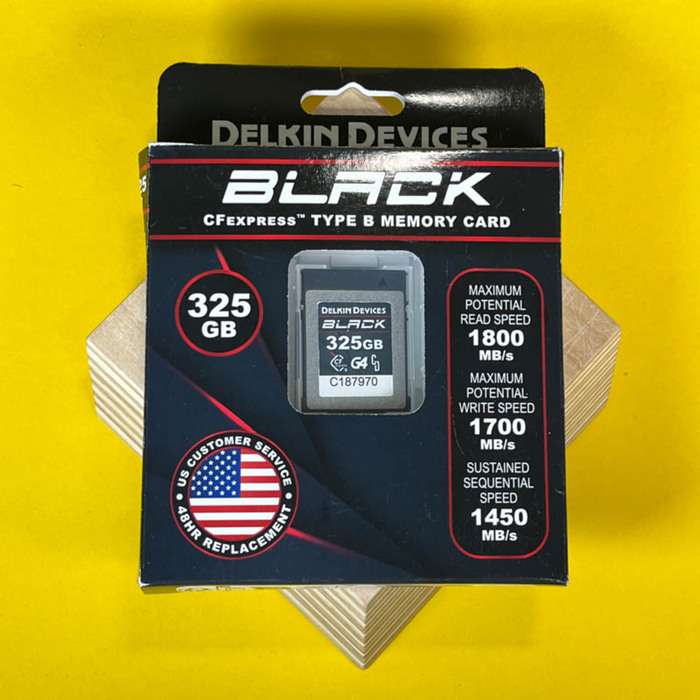 DELKIN DEVICES
BLACK
CFEXPRESS™ TYPE B MEMORY CARD
325
GB
DELKIN DEVICES
BLACK
325GB
G4
C187970
MAXIMUM
POTENTIAL
READ SPEED
1800
MB/s
MAXIMUM
POTENTIAL
WRITE SPEED
1700
MB/s
SUSTAINED
SEQUENTIAL
SPEED
1450
MB/s
US CUSTOMER SERVICE
48HR REPLACEMENT